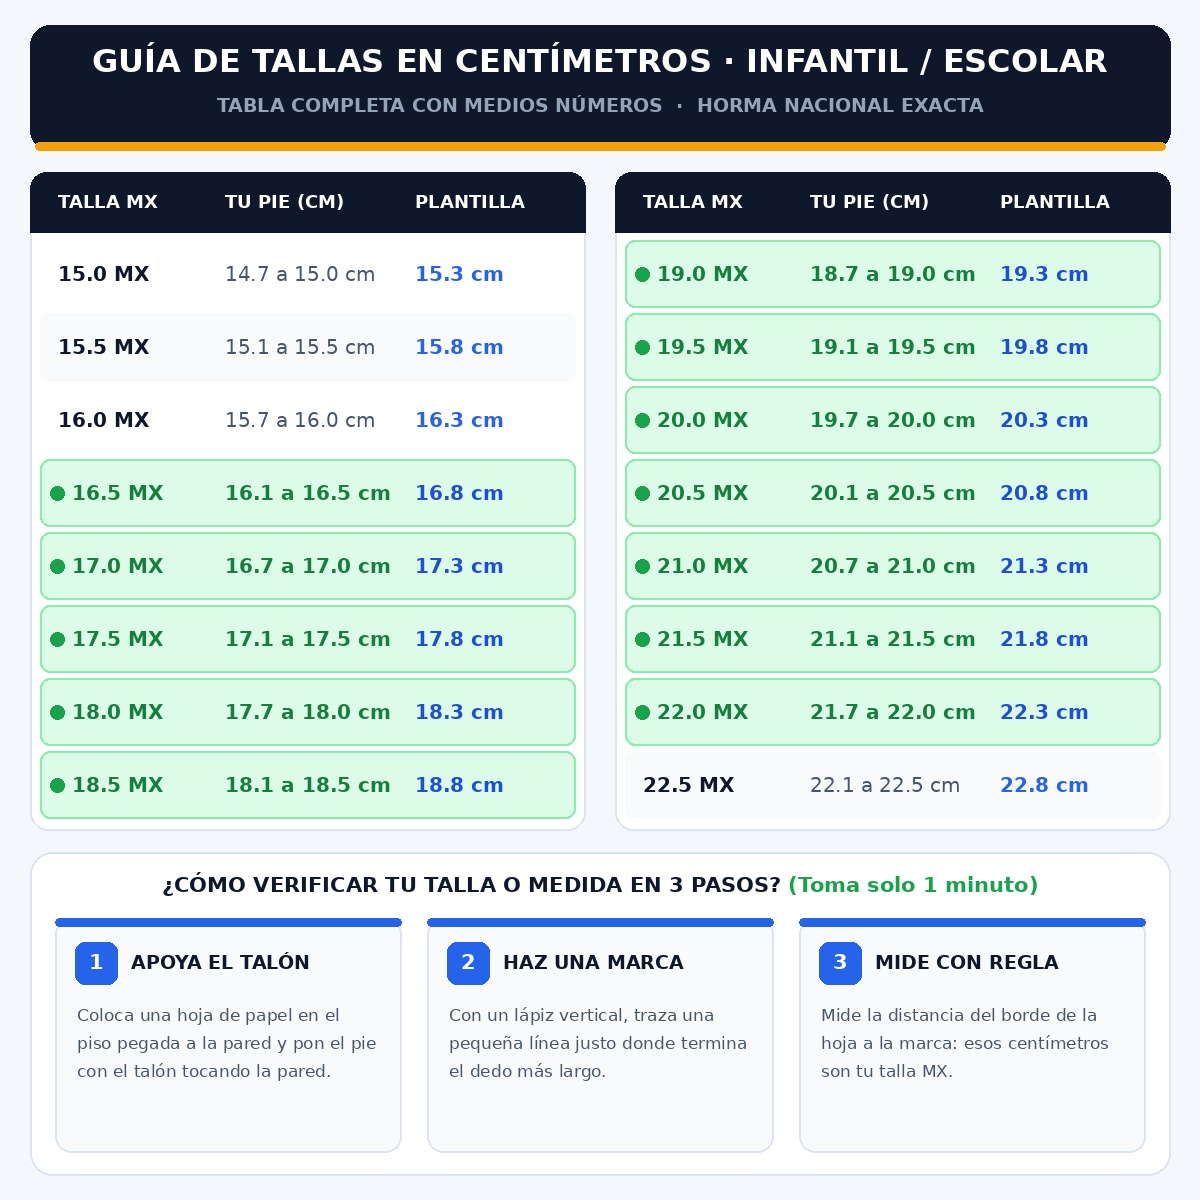 GUÍA DE TALLAS EN CENTÍMETROS · INFANTIL / ESCOLAR
TABLA COMPLETA CON MEDIOS NÚMEROS · HORMA NACIONAL EXACTA
TALLA MX TU PIE (CM) PLANTILLA
15.0 MX 14.7 a 15.0 cm 15.3 cm
15.5 MX 15.1 a 15.5 cm 15.8 cm
16.0 MX 15.7 a 16.0 cm 16.3 cm
16.5 MX 16.1 a 16.5 cm 16.8 cm
17.0 MX 16.7 a 17.0 cm 17.3 cm
17.5 MX 17.1 a 17.5 cm 17.8 cm
18.0 MX 17.7 a 18.0 cm 18.3 cm
18.5 MX 18.1 a 18.5 cm 18.8 cm
TALLA MX TU PIE (CM) PLANTILLA
19.0 MX 18.7 a 19.0 cm 19.3 cm
19.5 MX 19.1 a 19.5 cm 19.8 cm
20.0 MX 19.7 a 20.0 cm 20.3 cm
20.5 MX 20.1 a 20.5 cm 20.8 cm
21.0 MX 20.7 a 21.0 cm 21.3 cm
21.5 MX 21.1 a 21.5 cm 21.8 cm
22.0 MX 21.7 a 22.0 cm 22.3 cm
22.5 MX 22.1 a 22.5 cm 22.8 cm
¿CÓMO VERIFICAR TU TALLA O MEDIDA EN 3 PASOS? (Toma solo 1 minuto)
1 APOYA EL TALÓN
Coloca una hoja de papel en el
piso pegada a la pared y pon el pie
con el talón tocando la pared.
2 HAZ UNA MARCA
Con un lápiz vertical, traza una
pequeña línea justo donde termina
el dedo más largo.
3 MIDE CON REGLA
Mide la distancia del borde de la
hoja a la marca: esos centímetros
son tu talla MX.